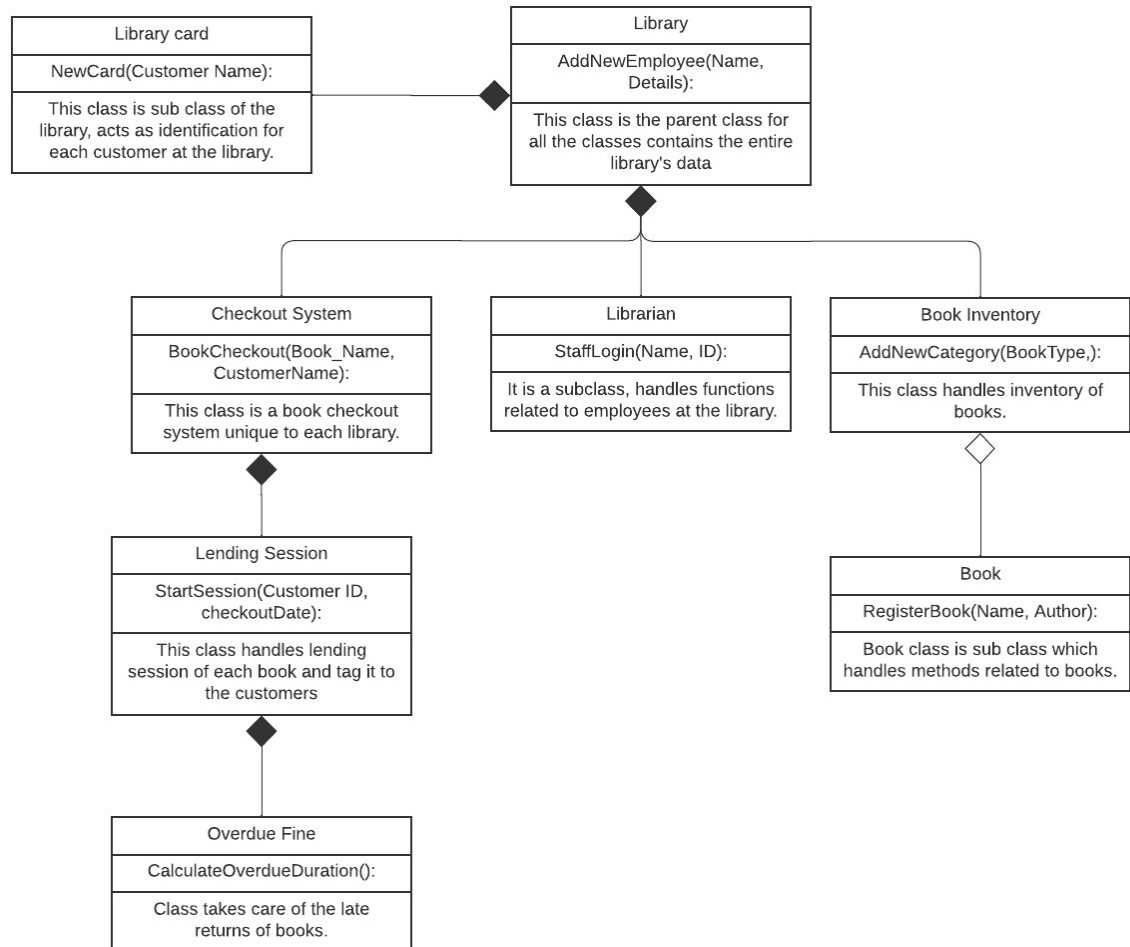 Library card
NewCard(Customer Name):
This class is sub class of the
library, acts as identification for
each customer at the library.
Library
AddNewEmployee(Name,
Details):
This class is the parent class for
all the classes contains the entire
library's data
Checkout System
BookCheckout(Book_Name,
CustomerName):
This class is a book checkout
system unique to each library.
Librarian
StaffLogin(Name, ID):
It is a subclass, handles functions
related to employees at the library.
Book Inventory
AddNewCategory(BookType,):
This class handles inventory of
books.
Lending Session
StartSession(Customer ID,
checkoutDate):
This class handles lending
session of each book and tag it to
the customers
Book
RegisterBook(Name, Author):
Book class is sub class which
handles methods related to books.
Overdue Fine
CalculateOverdueDuration():
Class takes care of the late
returns of books.